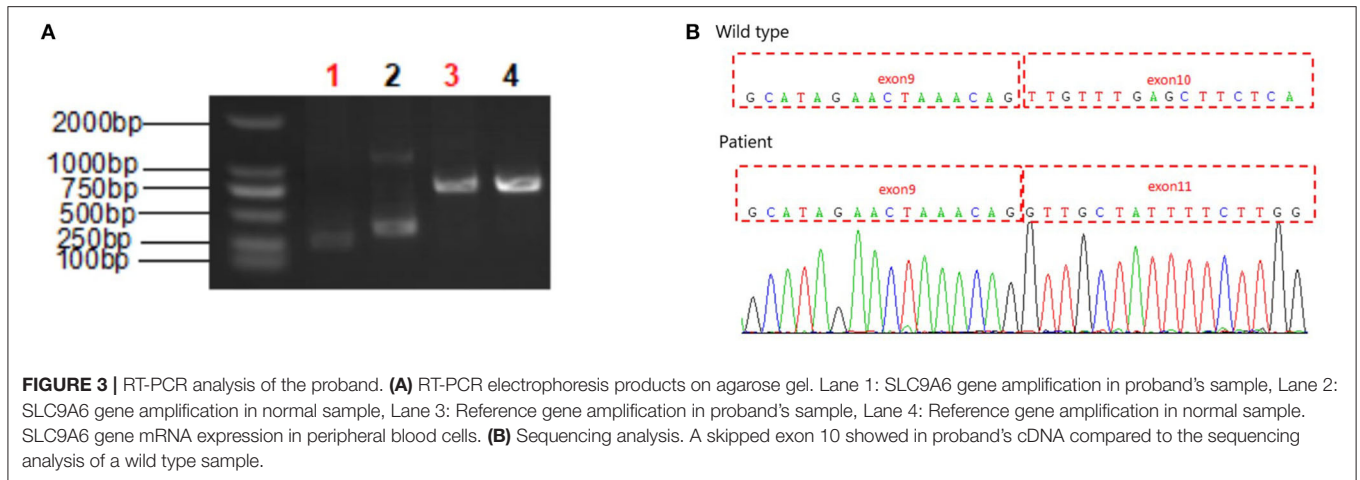 A
1 2 3 4
2000bp
1000bp
750bp
500bp
250bp
100bp
B Wild type
exon9 exon10
G C A T A G A A C T A A A C A G T T G T T T G A G C T T C T C A
Patient
exon9 exon11
G C A T A G A A C T A A A C A G G T T G C T A T T T T C T T G G
FIGURE 3 | RT-PCR analysis of the proband. (A) RT-PCR electrophoresis products on agarose gel. Lane 1: SLC9A6 gene amplification in proband's sample, Lane 2:
SLC9A6 gene amplification in normal sample, Lane 3: Reference gene amplification in proband's sample, Lane 4: Reference gene amplification in normal sample.
SLC9A6 gene mRNA expression in peripheral blood cells. (B) Sequencing analysis. A skipped exon 10 showed in proband's cDNA compared to the sequencing
analysis of a wild type sample.